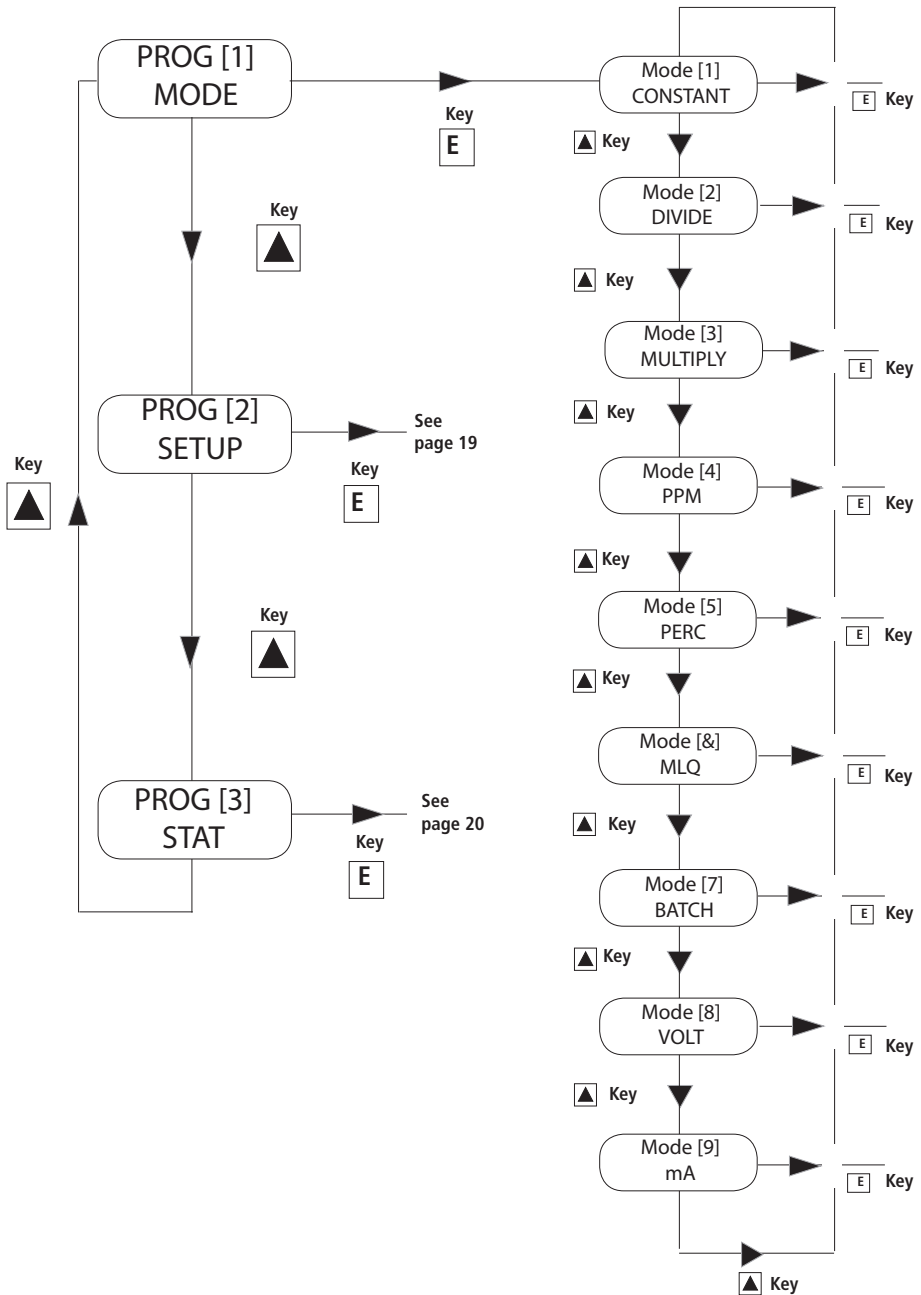 PROG [1]
MODE
Key
E
Key
PROG [2]
SETUP
See
page 19
Key
E
Key
Key
PROG [3]
STAT
See
page 20
Key
E
Mode [1]
CONSTANT
E Key
Key
Mode [2]
DIVIDE
E Key
Key
Mode [3]
MULTIPLY
E Key
Key
Mode [4]
PPM
E Key
Key
Mode [5]
PERC
E Key
Key
Mode [&]
MLQ
E Key
Key
Mode [7]
BATCH
E Key
Key
Mode [8]
VOLT
E Key
Key
Mode [9]
mA
E Key
Key